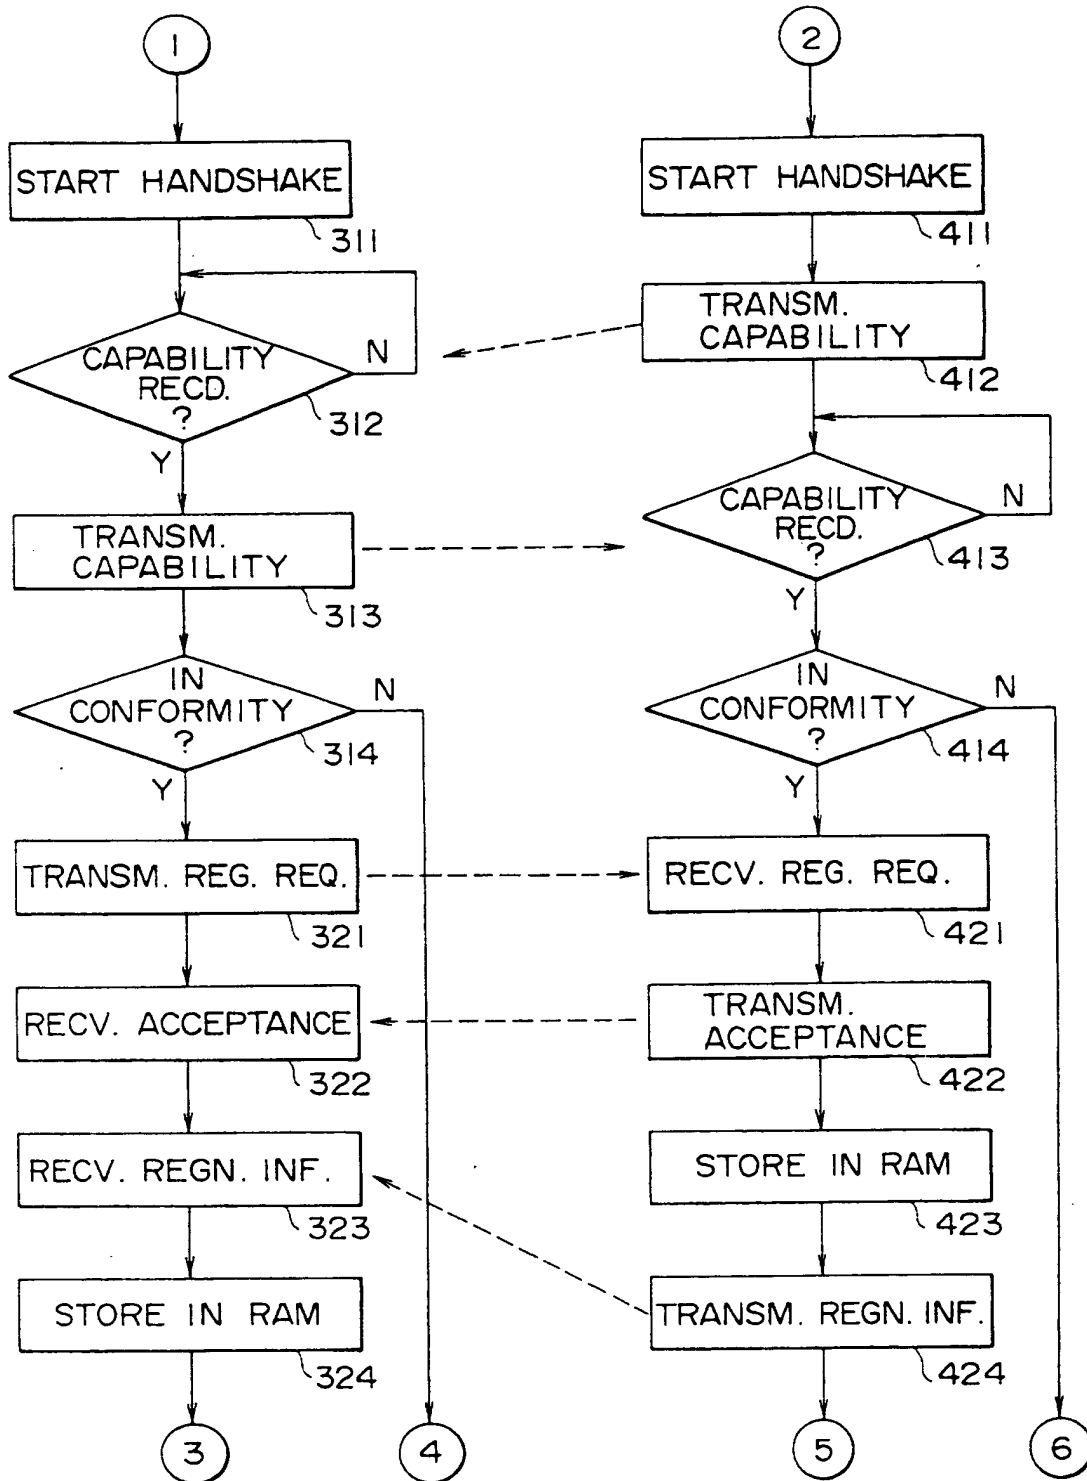 1
START HANDSHAKE
311
CAPABILITY
RECD.
?
N
312
Y
TRANSM.
CAPABILITY
313
IN
CONFORMITY
?
N
314
Y
TRANSM. REG. REQ.
321
RECV. ACCEPTANCE
322
RECV. REGN. INF.
323
STORE IN RAM
324
3
4
2
START HANDSHAKE
411
TRANSM.
CAPABILITY
412
CAPABILITY
RECD.
?
N
413
Y
IN
CONFORMITY
?
N
414
Y
RECV. REG. REQ.
421
TRANSM.
ACCEPTANCE
422
STORE IN RAM
423
TRANSM. REGN. INF.
424
5
6